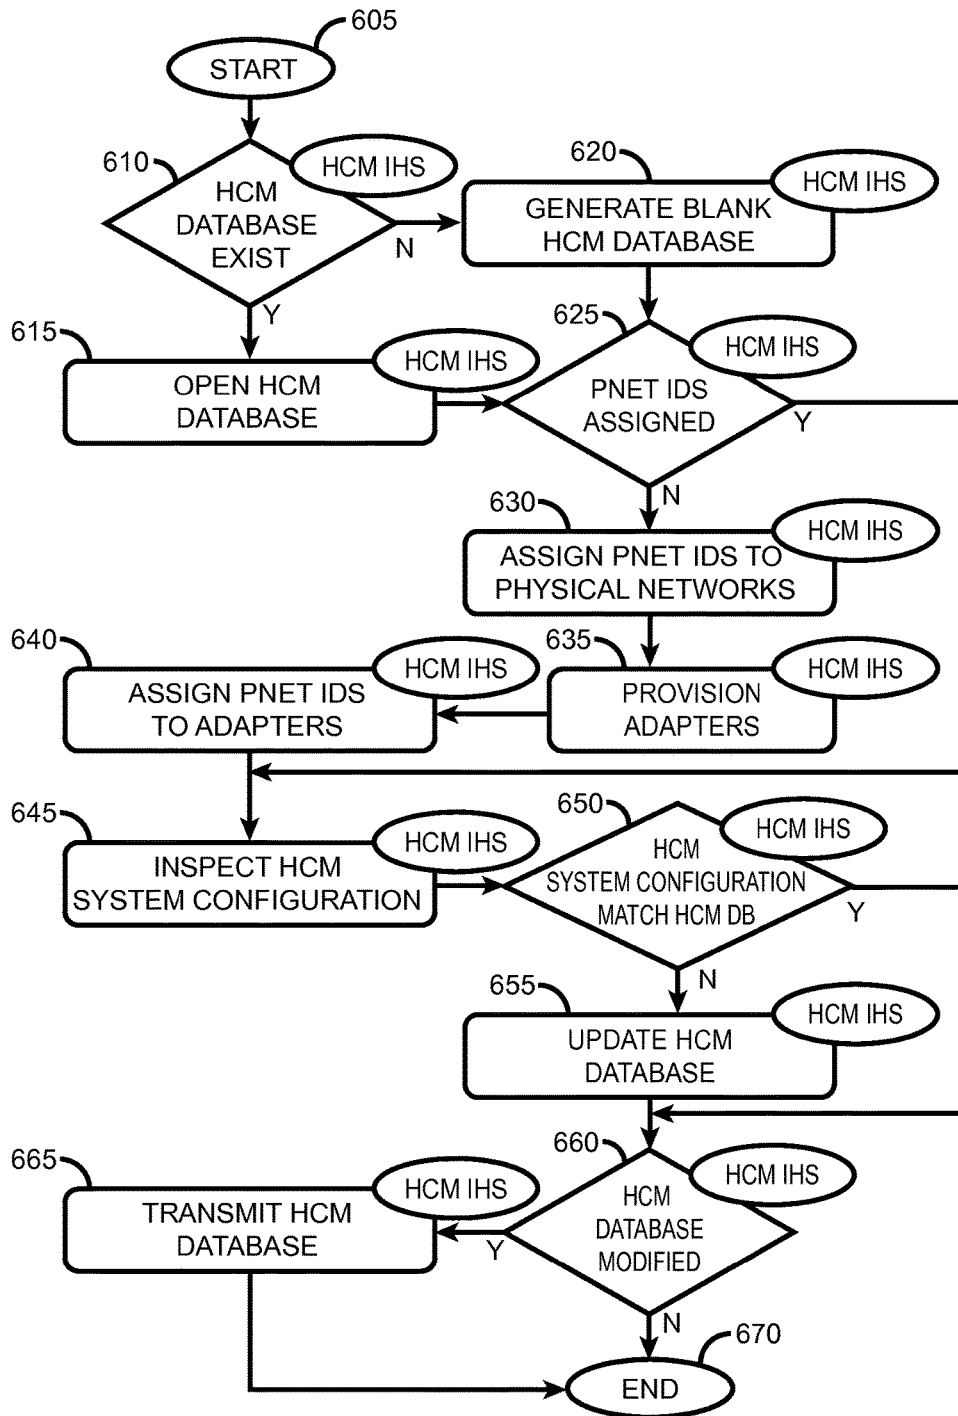 605
START
610
HCM IHS
HCM
DATABASE
EXIST
N
Y
620
HCM IHS
GENERATE BLANK
HCM DATABASE
615
HCM IHS
OPEN HCM
DATABASE
625
HCM IHS
PNET IDS
ASSIGNED
Y
N
630
HCM IHS
ASSIGN PNET IDS TO
PHYSICAL NETWORKS
635
HCM IHS
PROVISION
ADAPTERS
640
HCM IHS
ASSIGN PNET IDS
TO ADAPTERS
645
HCM IHS
INSPECT HCM
SYSTEM CONFIGURATION
650
HCM IHS
HCM
SYSTEM CONFIGURATION
MATCH HCM DB
Y
N
655
HCM IHS
UPDATE HCM
DATABASE
660
HCM IHS
HCM
DATABASE
MODIFIED
Y
N
665
HCM IHS
TRANSMIT HCM
DATABASE
670
END